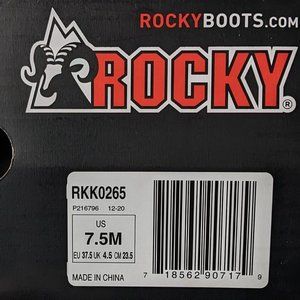 ROCKYBOOTS.com
ROCKY®
RKK0265
P216796 12-20
US
7.5M
EU 37.5 UK 4.5 CM 23.5
MADE IN CHINA
7 18562 90717 9